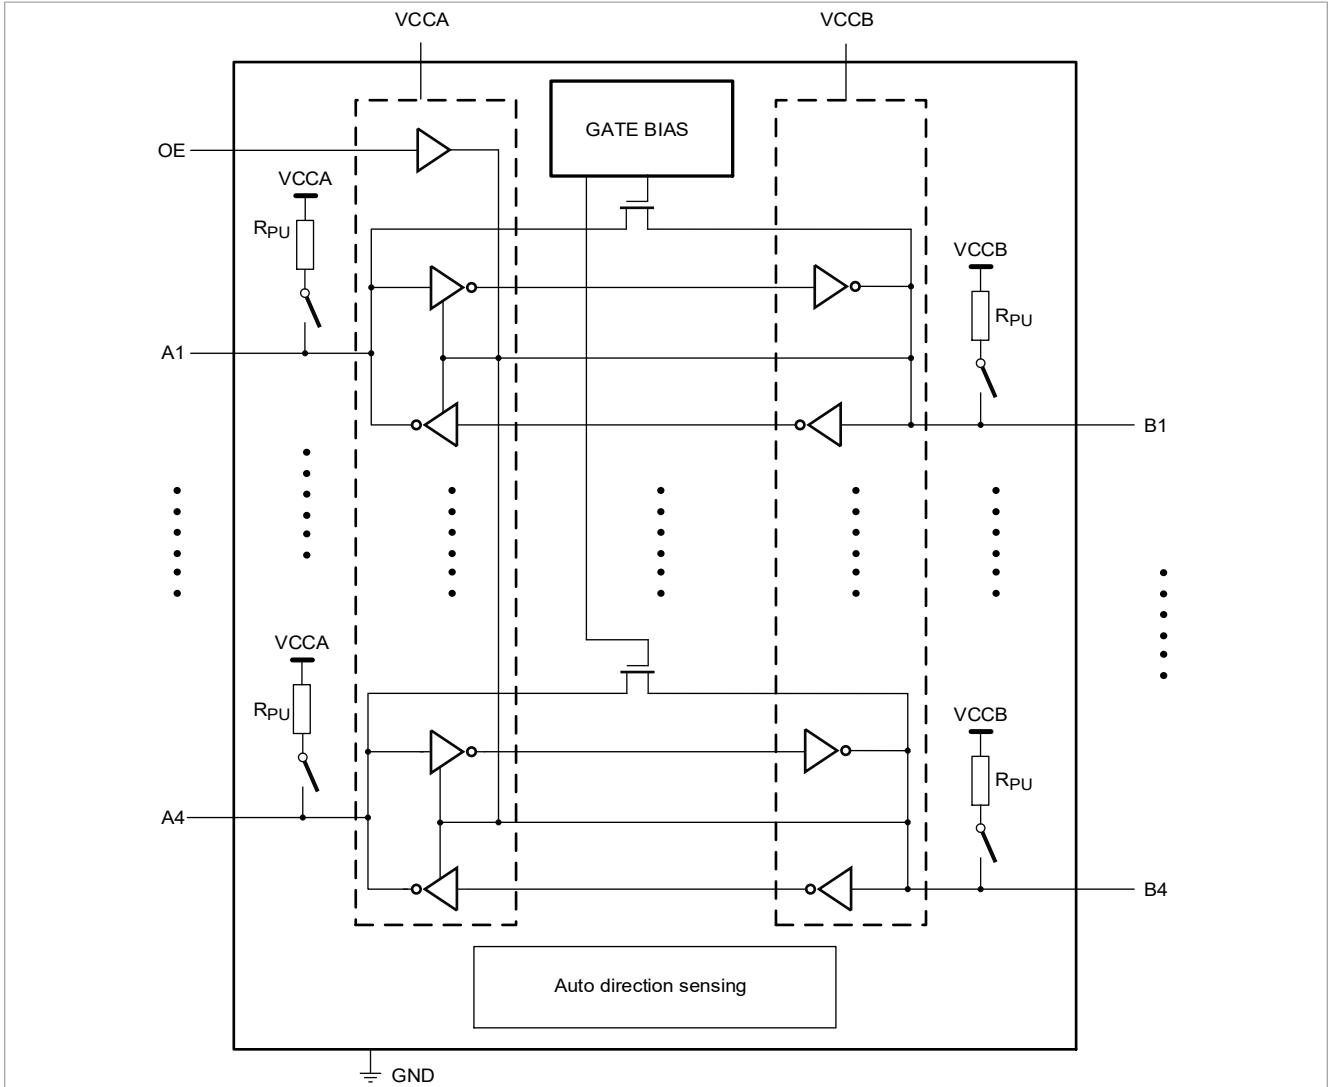 VCCA
VCCB
GATE BIAS
OE
VCCA
RPU
VCCB
RPU
A1
B1
VCCA
RPU
VCCB
RPU
A4
B4
Auto direction sensing
GND